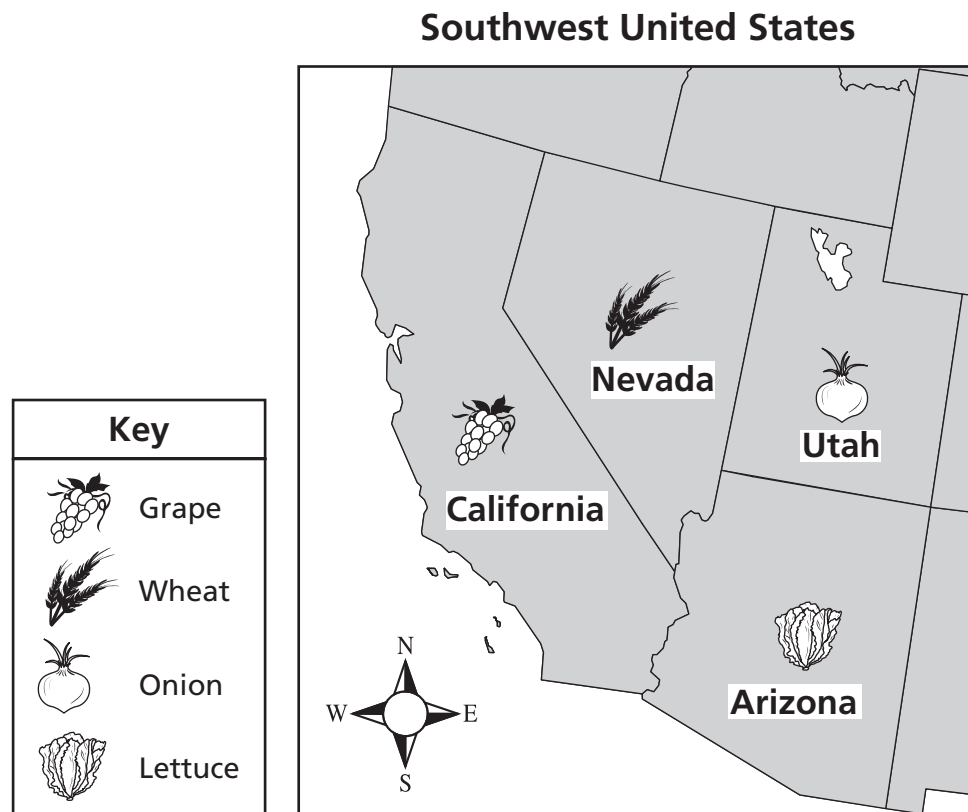 Southwest United States
Nevada
Utah
California
Arizona
Key
Grape
Wheat
Onion
Lettuce
N
W
E
S